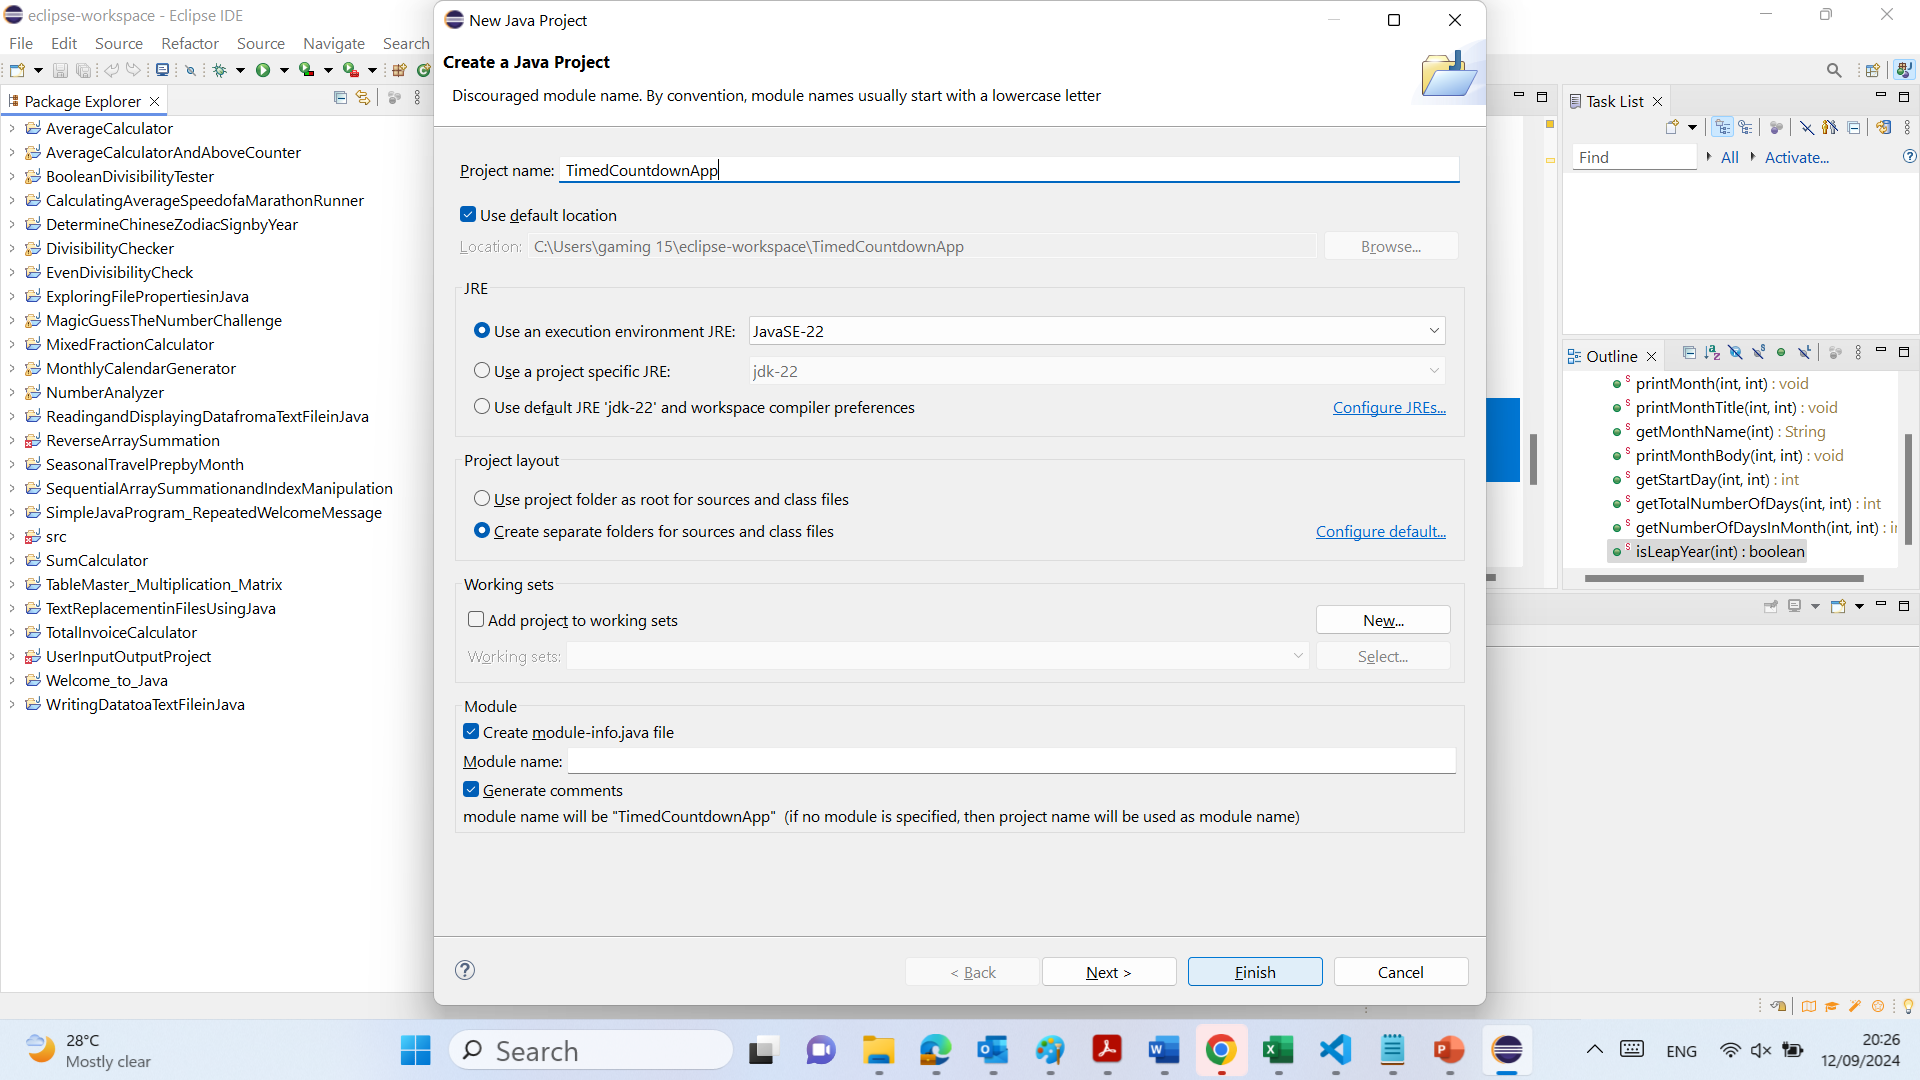 eclipse-workspace - Eclipse IDE
File Edit Source Refactor Source Navigate Search
Package Explorer
AverageCalculator
AverageCalculatorAndAboveCounter
BooleanDivisibilityTester
CalculatingAverageSpeedofaMarathonRunner
DetermineChineseZodiacSignbyYear
DivisibilityChecker
EvenDivisibilityCheck
ExploringFilePropertiesinJava
MagicGuessTheNumberChallenge
MixedFractionCalculator
MonthlyCalendarGenerator
NumberAnalyzer
ReadingandDisplayingDatafromaTextFileinJava
ReverseArraySummation
SeasonalTravelPrepbyMonth
SequentialArraySummationandIndexManipulation
SimpleJavaProgram_RepeatedWelcomeMessage
src
SumCalculator
TableMaster_Multiplication_Matrix
TextReplacementinFilesUsingJava
TotalInvoiceCalculator
UserInputOutputProject
Welcome_to_Java
WritingDatatoaTextFileinJava
New Java Project
Create a Java Project
Discouraged module name. By convention, module names usually start with a lowercase letter
Project name: TimedCountdownApp
Use default location
Location: C:\Users\gaming 15\eclipse-workspace\TimedCountdownApp Browse...
JRE
Use an execution environment JRE: JavaSE-22
Use a project specific JRE: jdk-22
Use default JRE 'jdk-22' and workspace compiler preferences Configure JREs...
Project layout
Use project folder as root for sources and class files
Create separate folders for sources and class files Configure default...
Working sets
Add project to working sets New...
Working sets: Select...
Module
Create module-info.java file
Module name:
Generate comments
module name will be "TimedCountdownApp" (if no module is specified, then project name will be used as module name)
< Back Next > Finish Cancel
Task List
Find All Activate...
Outline
printMonth(int, int) : void
printMonthTitle(int, int) : void
getMonthName(int) : String
printMonthBody(int, int) : void
getStartDay(int, int) : int
getTotalNumberOfDays(int, int) : int
getNumberOfDaysInMonth(int, int) : 
isLeapYear(int) : boolean
28°C
Mostly clear
Search
ENG
20:26
12/09/2024